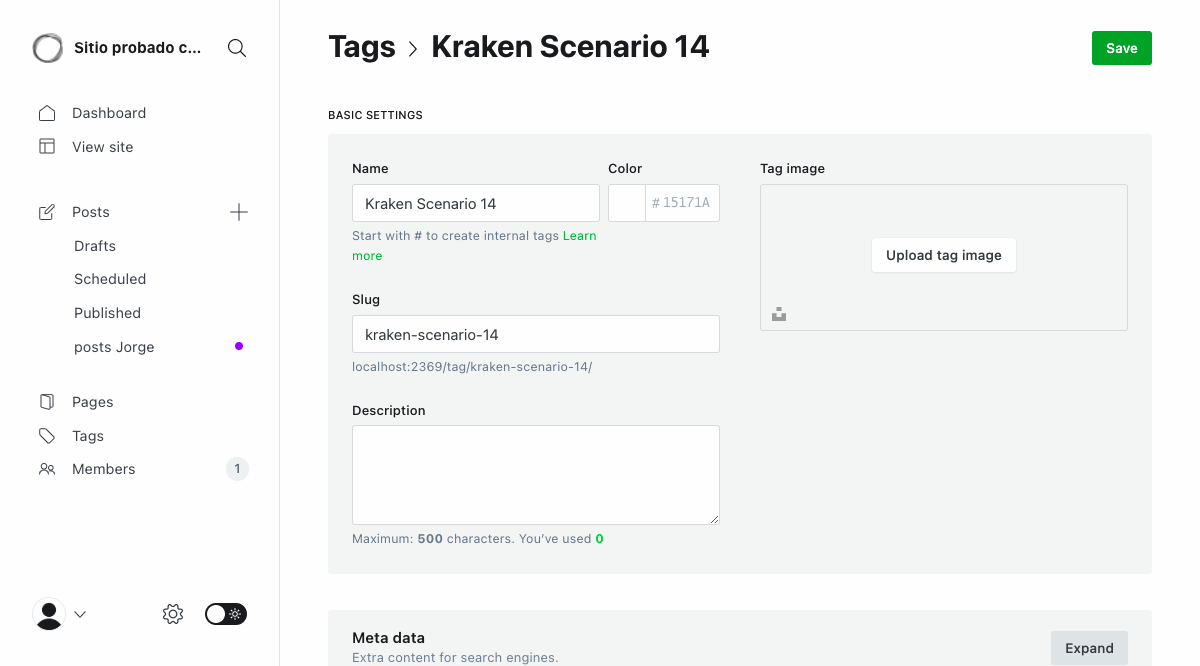 Sitio probado c...
Dashboard
View site
Posts
Drafts
Scheduled
Published
posts Jorge
Pages
Tags
Members
1
Tags > Kraken Scenario 14
Save
BASIC SETTINGS
Name
Kraken Scenario 14
Start with # to create internal tags Learn
more
Color
# 15171A
Slug
kraken-scenario-14
localhost:2369/tag/kraken-scenario-14/
Description
Maximum: 500 characters. You’ve used 0
Tag image
Upload tag image
Meta data
Extra content for search engines.
Expand